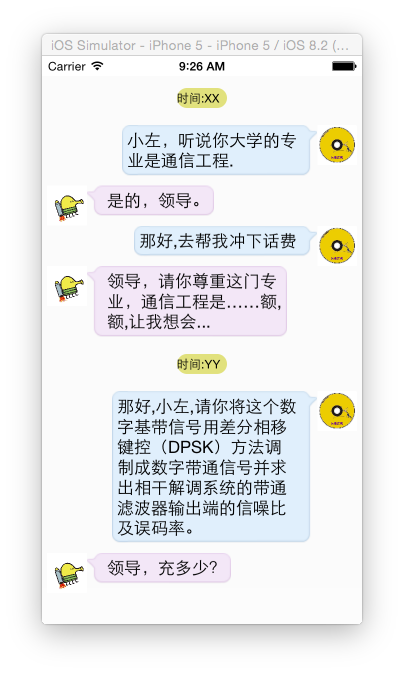 iOS Simulator - iPhone 5 - iPhone 5 / iOS 8.2 (...
Carrier
9:26 AM
时间:XX
小左，听说你大学的专
业是通信工程.
是的，领导。
那好,去帮我冲下话费
领导，请你尊重这门专
业，通信工程是……额,
额,让我想会...
时间:YY
那好,小左,请你将这个数
字基带信号用差分相移
键控（DPSK）方法调
制成数字带通信号并求
出相干解调系统的带通
滤波器输出端的信噪比
及误码率。
领导，充多少？